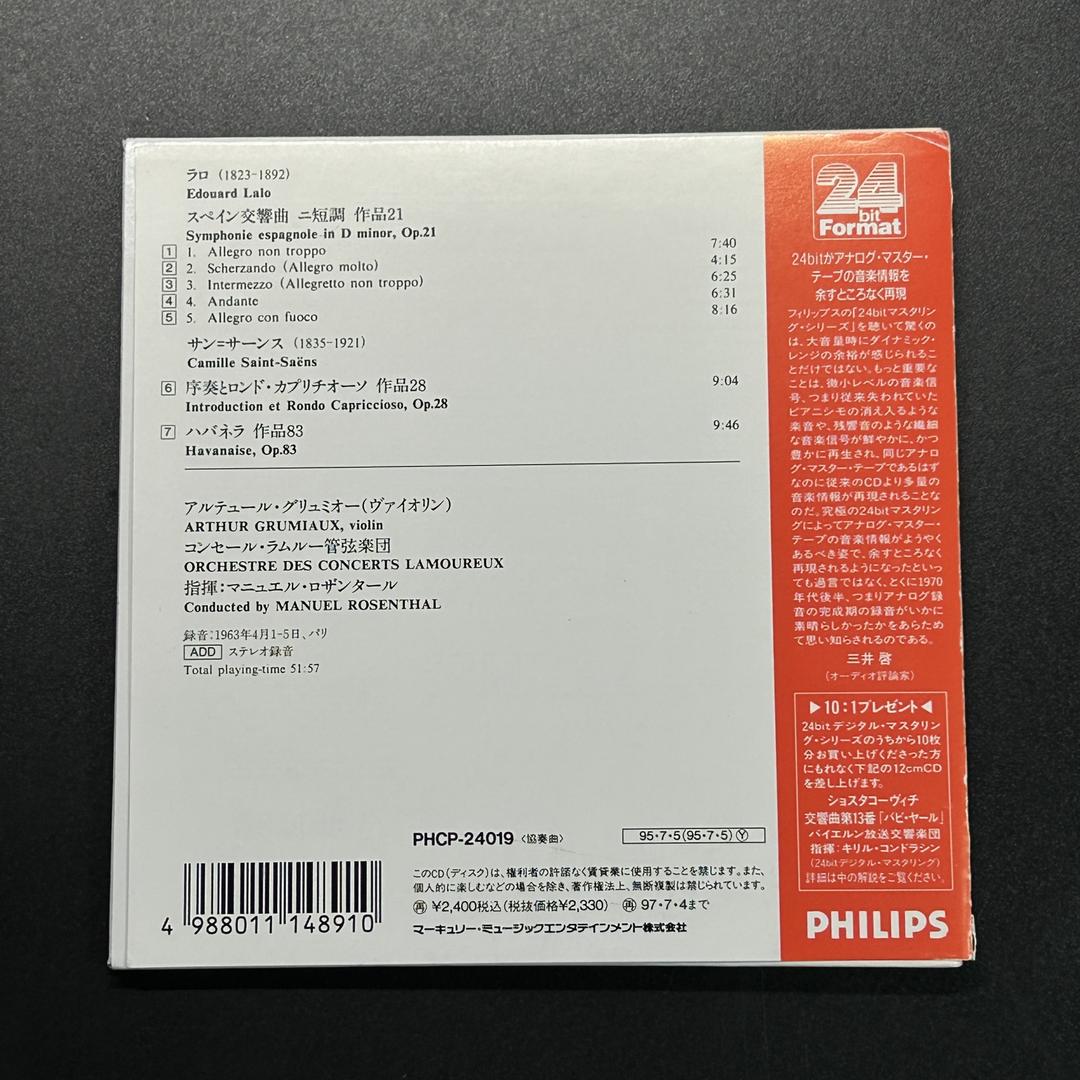 ラロ (1823-1892)
Edouard Lalo
スペイン交響曲 ニ短調 作品21
Symphonie espagnole in D minor, Op.21
1 1. Allegro non troppo 7:40
2 2. Scherzando (Allegro molto) 4:15
3 3. Intermezzo (Allegretto non troppo) 6:25
4 4. Andante 6:31
5 5. Allegro con fuoco 8:16
サン=サーンス (1835-1921)
Camille Saint-Saëns
6 序奏とロンド・カプリチオーソ 作品28 9:04
Introduction et Rondo Capriccioso, Op.28
7 ハバネラ 作品83 9:46
Havanaise, Op.83
アルテュール・グリュミオー(ヴァイオリン)
ARTHUR GRUMIAUX, violin
コンセール・ラムルー管弦楽団
ORCHESTRE DES CONCERTS LAMOUREUX
指揮:マニュエル・ロザンタール
Conducted by MANUEL ROSENTHAL
録音:1963年4月1-5日、パリ
ADD ステレオ録音
Total playing-time 51:57
PHCP-24019 〈協奏曲〉 95・7・5(95・7・5)Ⓨ
このCD(ディスク)は、権利者の許諾なく賃貸業に使用することを禁じます。また、
個人的に楽しむなどの場合を除き、著作権法上、無断複製は禁じられています。
㊢ ¥2,400税込(税抜価格¥2,330) ㊢ 97・7・4まで
マーキュリー・ミュージックエンタテインメント株式会社
4 988011 148910
24
bit
Format
24bitがアナログ・マスター・
テープの音楽情報を
余すところなく再現
フィリップスの「24bitマスタリン
グ・シリーズ」を聴いて驚くの
は、大音量時にダイナミック・
レンジの余裕が感じられるこ
とだけではない。もっと重要な
ことは、微小レベルの音楽信
号、つまり従来失われていた
ピアニシモの消え入るような
楽音や、残響音のような繊細
な音楽信号が鮮やかに、かつ
豊かに再生され、同じアナロ
グ・マスター・テープであるはず
なのに従来のCDより多量の
音楽情報が再現されることな
のだ。究極の24bitマスタリン
グによってアナログ・マスター・
テープの音楽情報がようやく
あるべき姿で、余すところなく
再現されるようになったといっ
ても過言ではなく、とくに1970
年代後半、つまりアナログ録
音の完成期の録音がいかに
素晴らしかったかをあらためて
思い知らされるのである。
三井 啓
(オーディオ評論家)
▶10:1プレゼント◀
24bitデジタル・マスタリン
グ・シリーズのうちから10枚
分お買い上げくださった方
にもれなく下記の12cmCD
を差し上げます。
ショスタコーヴィチ
交響曲第13番「バビ・ヤール」
バイエルン放送交響楽団
指揮:キリル・コンドラシン
(24bitデジタル・マスタリング)
詳細は中の解説をご覧ください。
PHILIPS